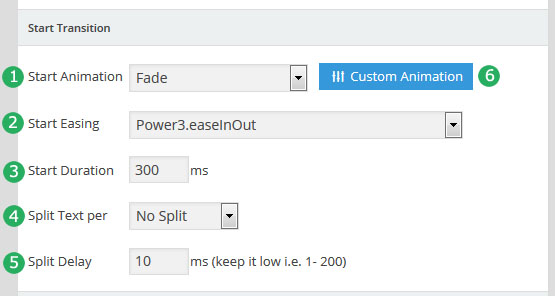 Start Transition
1 Start Animation Fade Custom Animation 6
2 Start Easing Power3.easeInOut
3 Start Duration 300 ms
4 Split Text per No Split
5 Split Delay 10 ms (keep it low i.e. 1- 200)